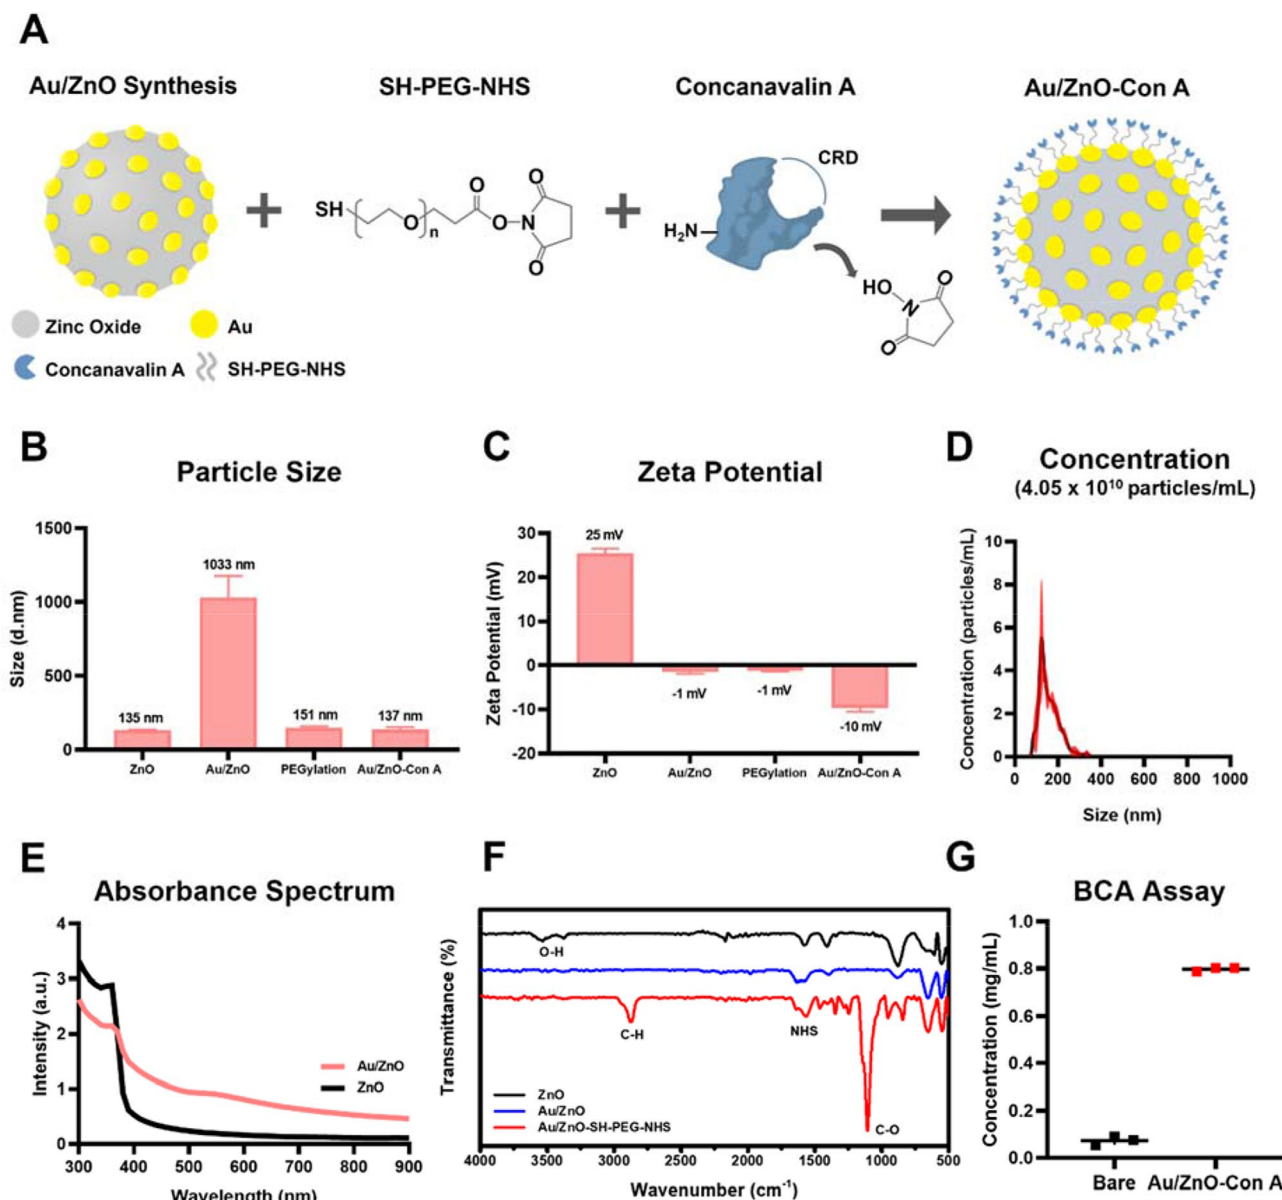 A
Au/ZnO Synthesis
SH-PEG-NHS
Concanavalin A
Au/ZnO-Con A
CRD
SH
O
n
O
O
N
O
O
H₂N
HO
N
O
O
Zinc Oxide
Au
Concanavalin A
SH-PEG-NHS
B
Particle Size
Size (d.nm)
1500
1000
500
0
135 nm
1033 nm
151 nm
137 nm
ZnO
Au/ZnO
PEGylation
Au/ZnO-Con A
C
Zeta Potential
Zeta Potential (mV)
30
20
10
0
-10
-20
25 mV
-1 mV
-1 mV
-10 mV
ZnO
Au/ZnO
PEGylation
Au/ZnO-Con A
D
Concentration
(4.05 x 10¹⁰ particles/mL)
Concentration (particles/mL)
10
8
6
4
2
0
0 200 400 600 800 1000
Size (nm)
E
Absorbance Spectrum
Intensity (a.u.)
4
3
2
1
0
Au/ZnO
ZnO
300 400 500 600 700 800 900
Wavelength (nm)
F
Transmittance (%)
O-H
C-H
NHS
C-O
ZnO
Au/ZnO
Au/ZnO-SH-PEG-NHS
4000 3500 3000 2500 2000 1500 1000 500
Wavenumber (cm⁻¹)
G
BCA Assay
Concentration (mg/mL)
1.0
0.8
0.6
0.4
0.2
0.0
Bare
Au/ZnO-Con A